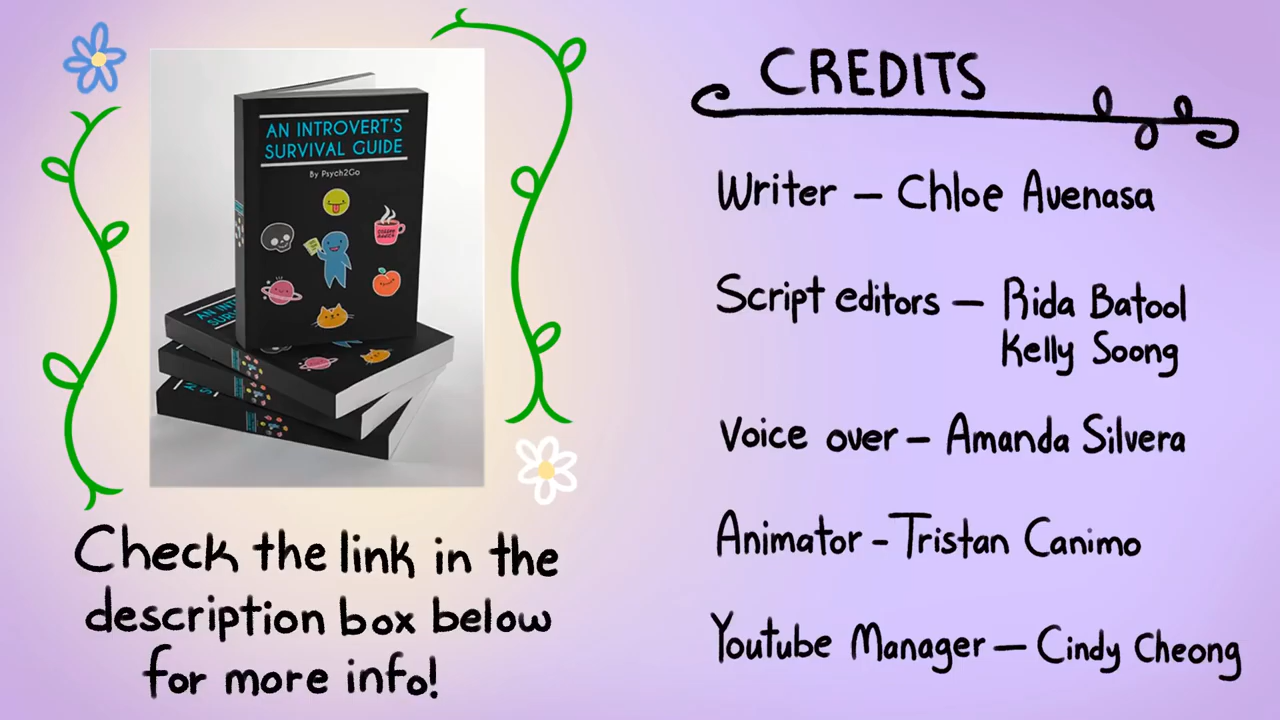 AN INTROVERT'S
SURVIVAL GUIDE
By Psych2Go
Check the link in the
description box below
for more info!
CREDITS
Writer – Chloe Avenasa
Script editors – Rida Batool
Kelly Soong
Voice over – Amanda Silvera
Animator - Tristan Canimo
Youtube Manager – Cindy Cheong